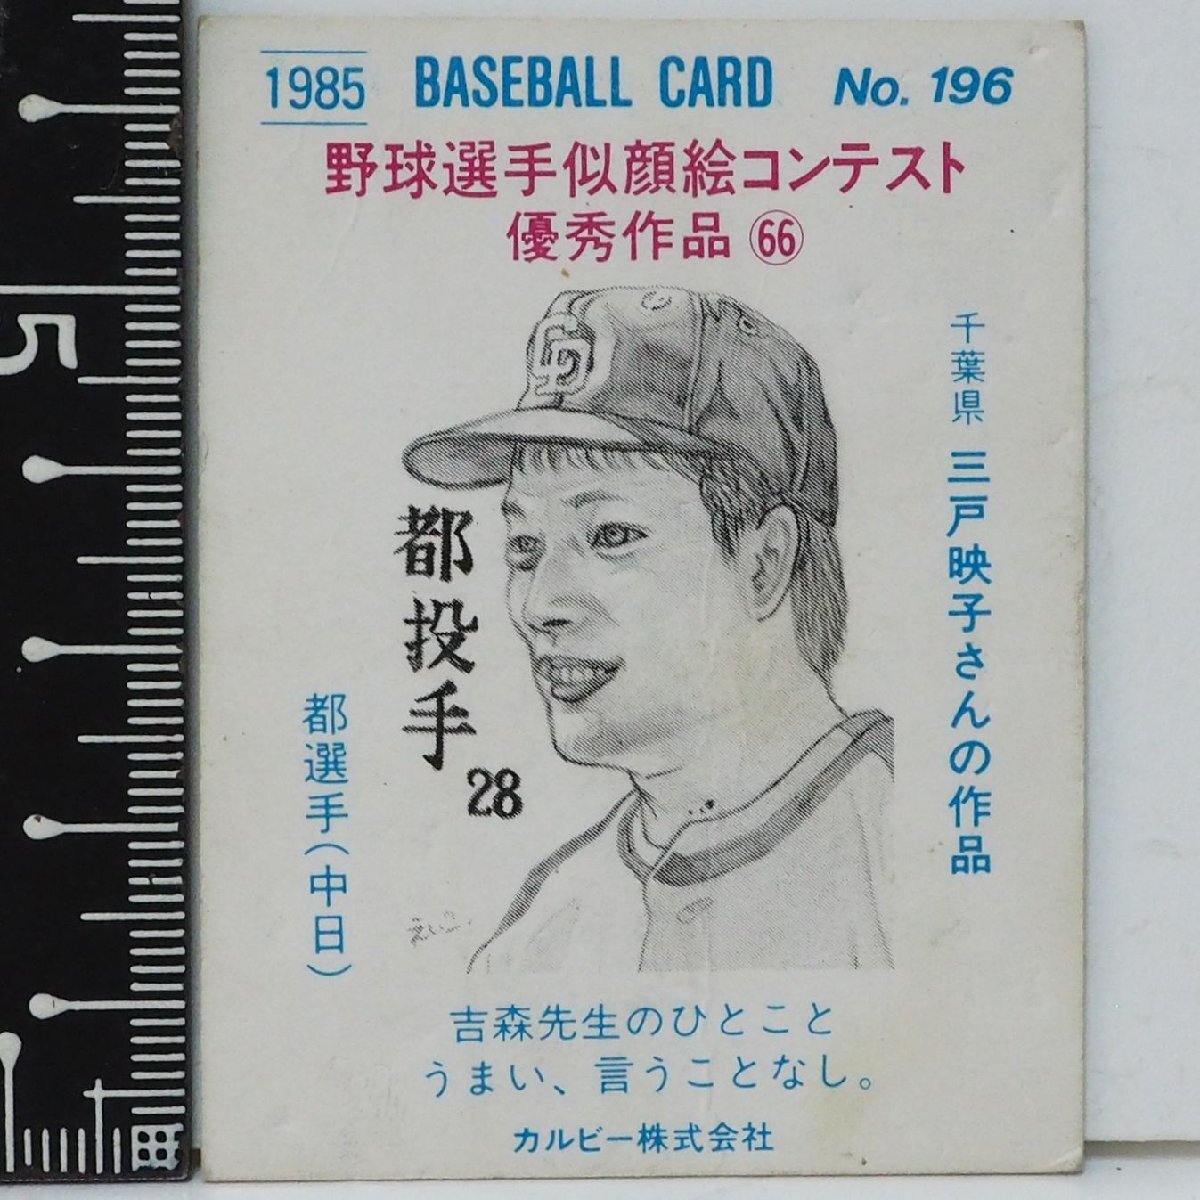 1985 BASEBALL CARD No. 196
野球選手似顔絵コンテスト
優秀作品 66
千葉県 三戸映子さんの作品
CD
都投手
28
都選手(中日)
吉森先生のひとこと
うまい、言うことなし。
カルビー株式会社
5